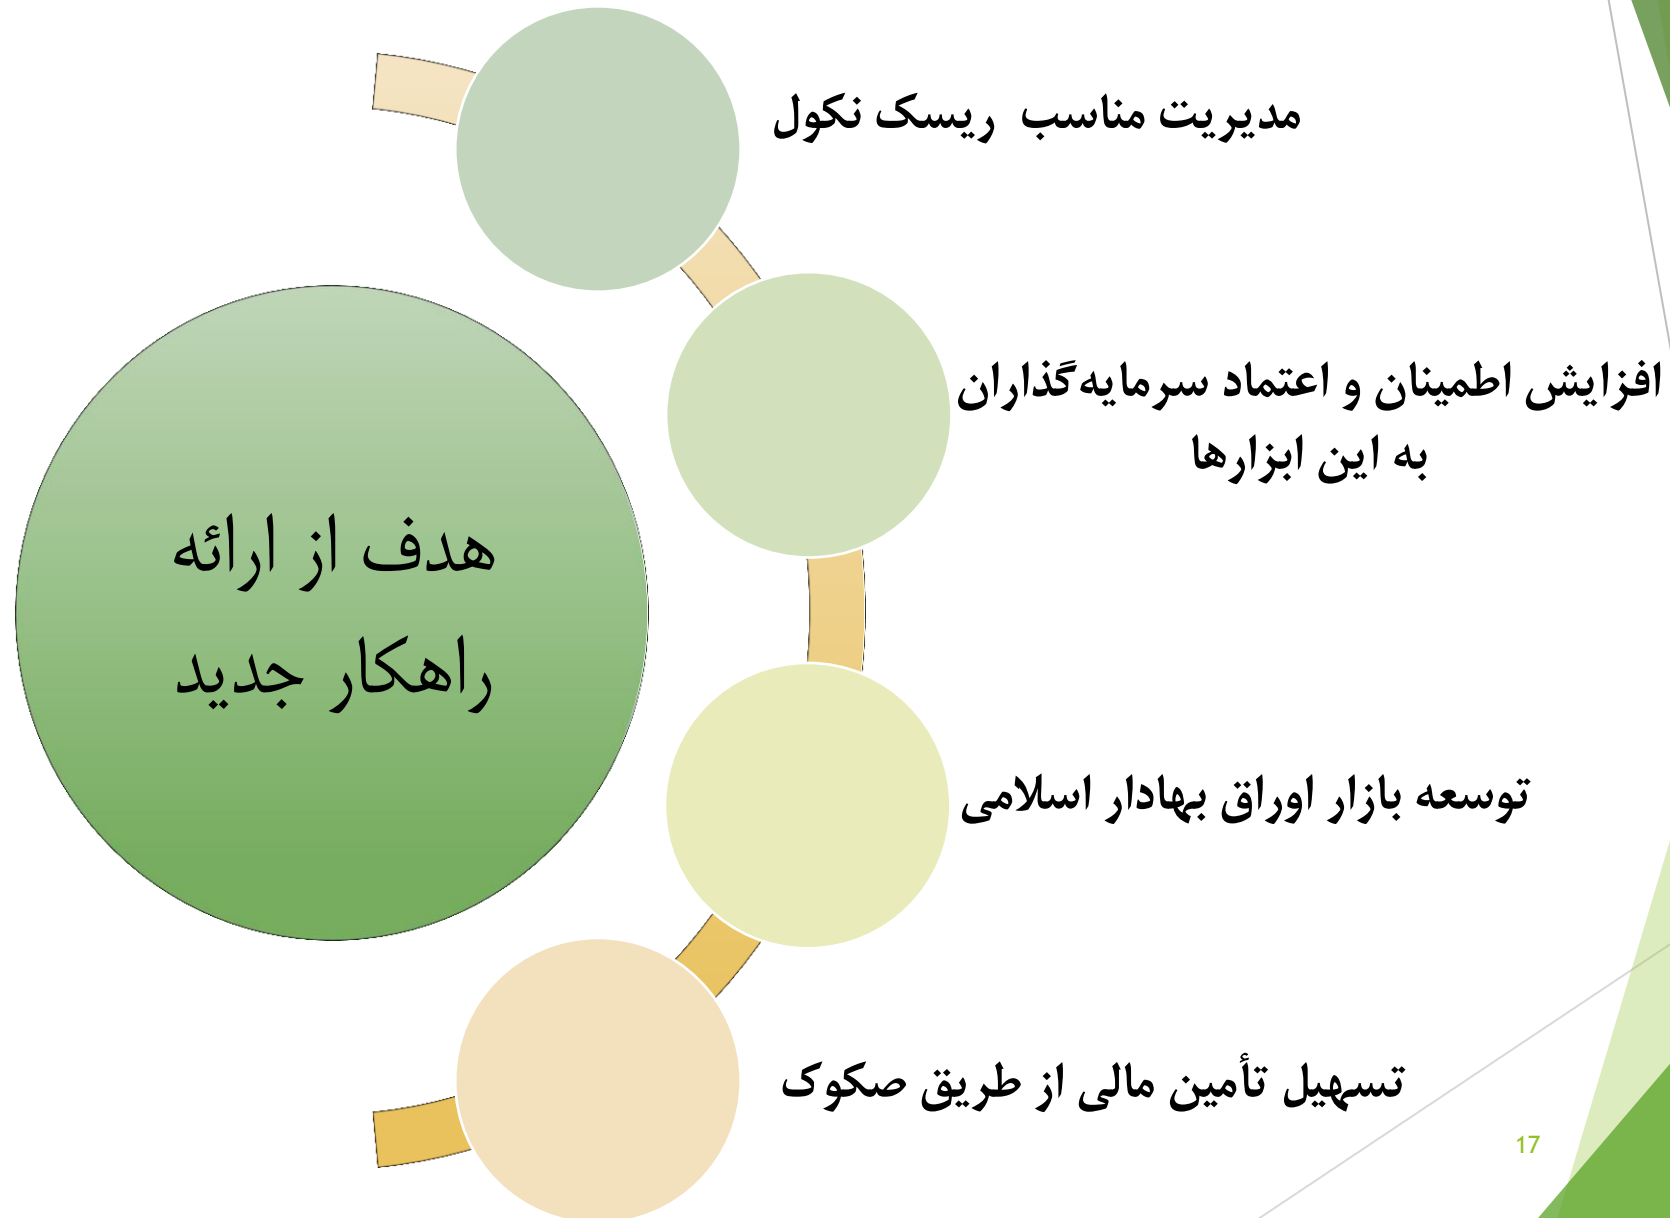 هدف از ارائه
راهکار جدید
مدیریت مناسب ریسک نکول
افزایش اطمینان و اعتماد سرمایه‌گذاران
به این ابزارها
توسعه بازار اوراق بهادار اسلامی
تسهیل تأمین مالی از طریق صکوک
17